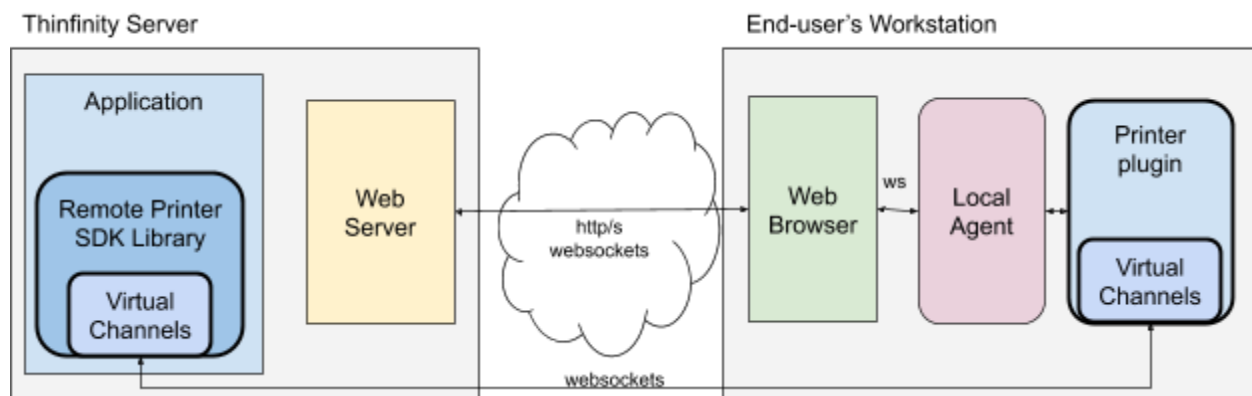 Thinfinity Server
End-user's Workstation
Application
Remote Printer
SDK Library
Virtual
Channels
Web
Server
http/s
websockets
Web
Browser
ws
Local
Agent
Printer
plugin
Virtual
Channels
websockets